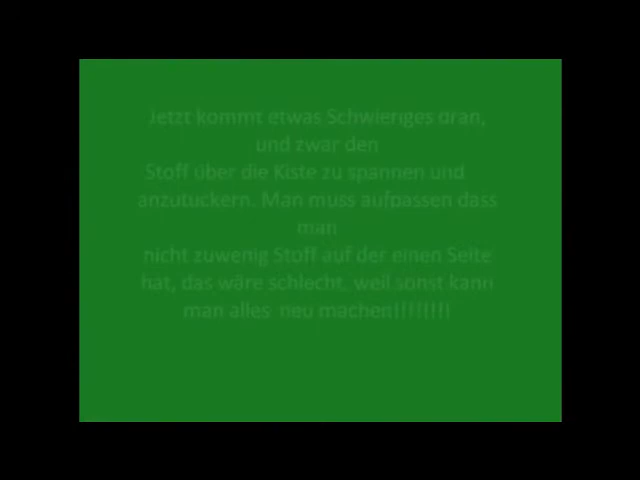 Jetzt kommt etwas Schwieriges dran,
und zwar den
Stoff über die Kiste zu spannen und
anzutuckern. Man muss aufpassen dass
man
nicht zuwenig Stoff auf der einen Seite
hat, das wäre schlecht, weil sonst kann
man alles neu machen!!!!!!!!!